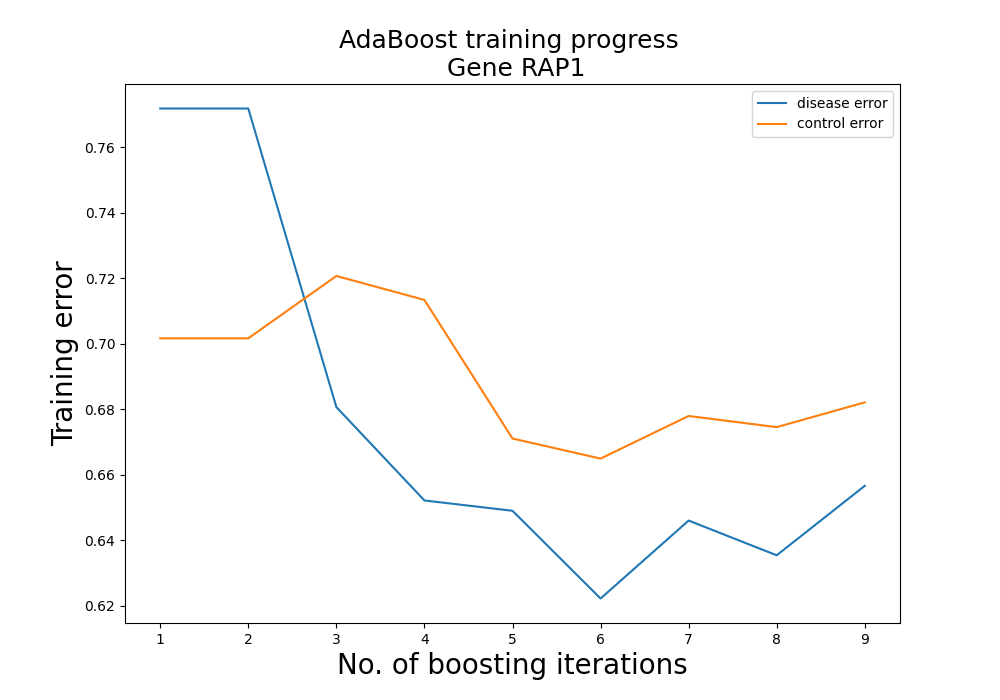 AdaBoost training progress
Gene RAP1
disease error
control error
0.76
0.74
0.72
0.70
0.68
0.66
0.64
0.62
Training error
1 2 3 4 5 6 7 8 9
No. of boosting iterations